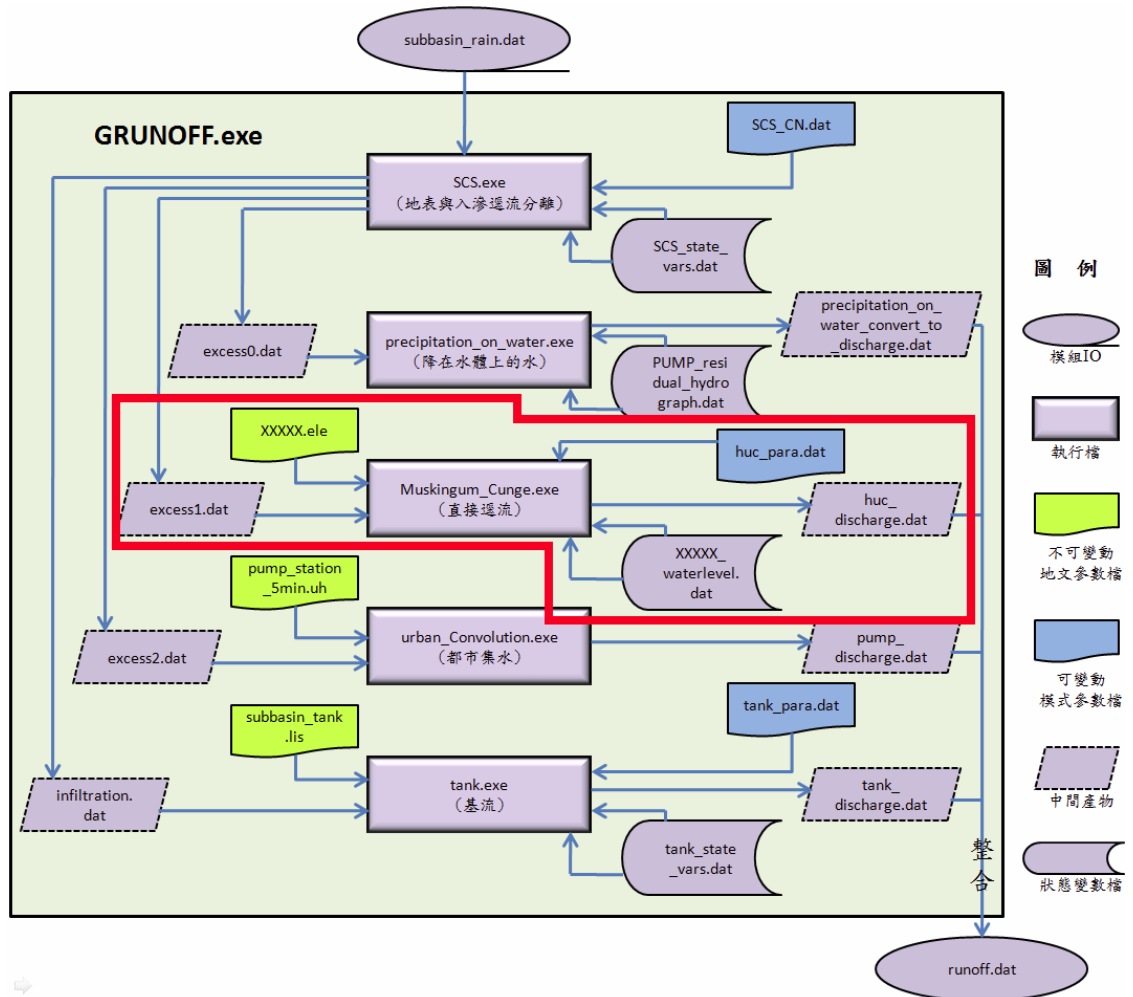 subbasin_rain.dat
GRUNOFF.exe
SCS_CN.dat
SCS.exe
(地表與入滲逕流分離)
SCS_state_
vars.dat
圖 例
precipitation_on_
water_convert_to
_discharge.dat
excess0.dat
precipitation_on_water.exe
(降在水體上的水)
PUMP_res
idual_hydro
graph.dat
模組IO
XXXXX.ele
huc_para.dat
執行檔
excess1.dat
Muskingum_Cunge.exe
(直接逕流)
huc_
discharge.dat
XXXXX_
waterlevel.
dat
不可變動
地文參數檔
pump_station
_5min.uh
excess2.dat
urban_Convolution.exe
(都市集水)
pump_
discharge.dat
可變動
模式參數檔
subbasin_tank
.lis
tank_para.dat
infiltration.
dat
tank.exe
(基流)
tank_
discharge.dat
中間產物
tank_state
_vars.dat
整
合
狀態變數檔
runoff.dat